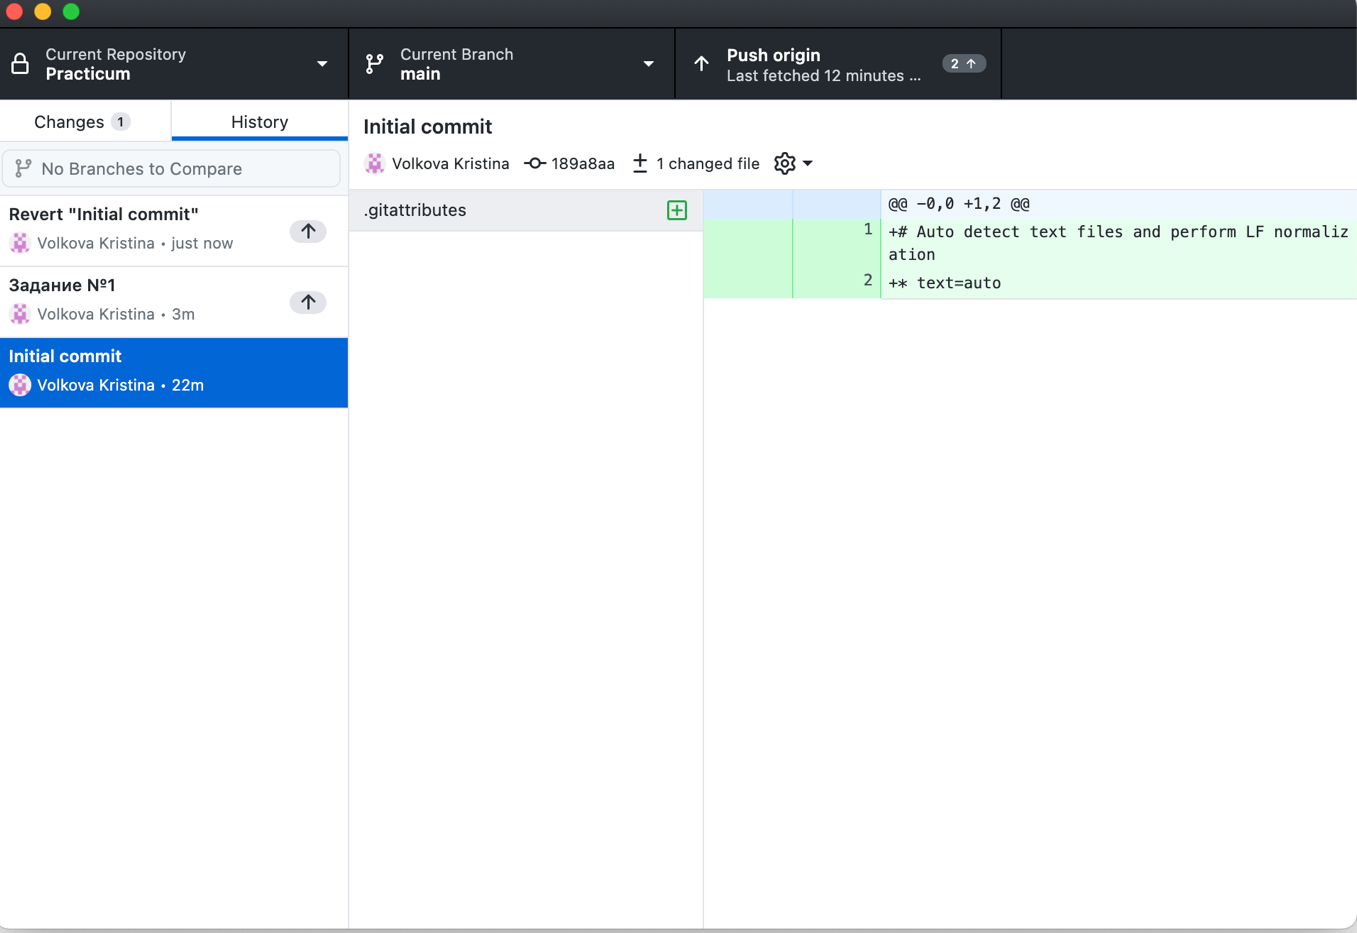 Current Repository
Practicum
Current Branch
main
Push origin
Last fetched 12 minutes ...
2
Changes 1
History
No Branches to Compare
Revert "Initial commit"
Volkova Kristina • just now
Задание №1
Volkova Kristina • 3m
Initial commit
Volkova Kristina • 22m
Initial commit
Volkova Kristina 189a8aa ± 1 changed file
.gitattributes
@@ -0,0 +1,2 @@
1 +# Auto detect text files and perform LF normaliz
ation
2 +* text=auto